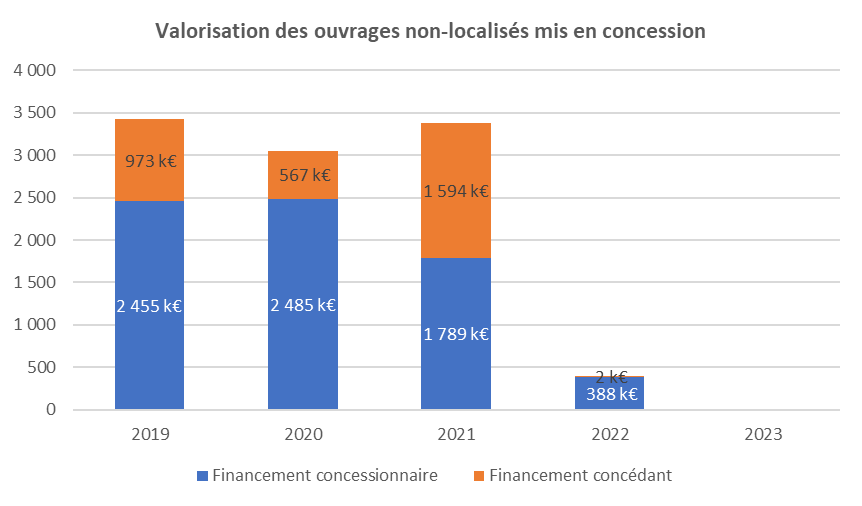 Valorisation des ouvrages non-localisés mis en concession
4 000
3 500
3 000
2 500
2 000
1 500
1 000
500
0
973 k€
567 k€
1 594 k€
2 k€
2 455 k€
2 485 k€
1 789 k€
388 k€
2019
2020
2021
2022
2023
Financement concessionnaire
Financement concédant